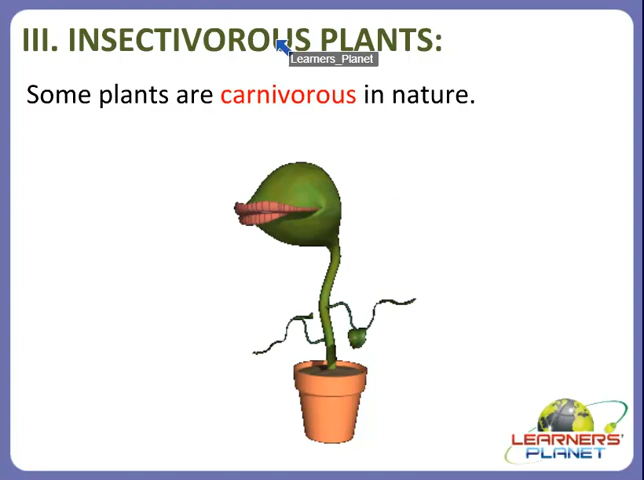 III. INSECTIVOROUS PLANTS:
Learners_Planet
Some plants are carnivorous in nature.
LEARNERS'
PLANET